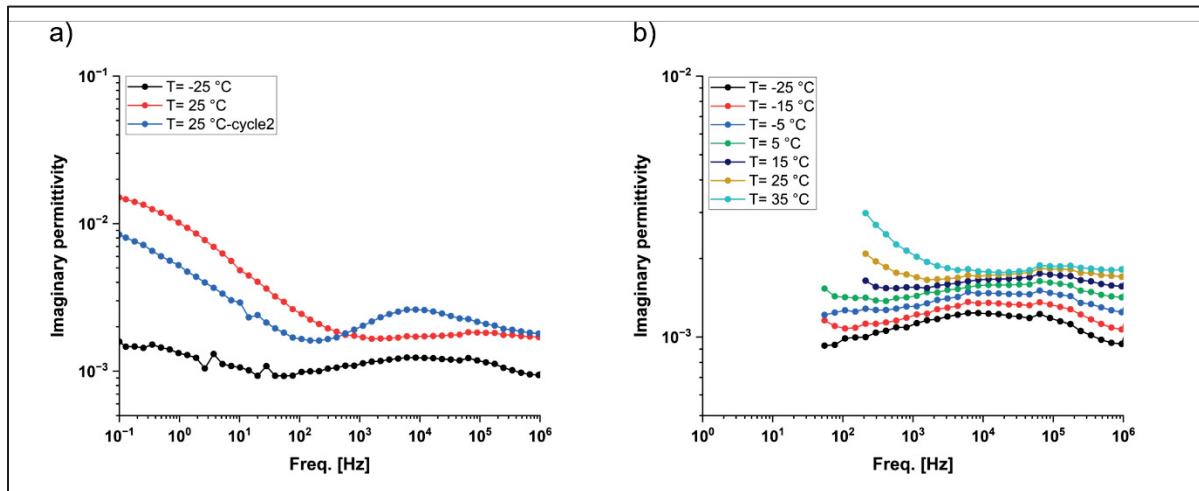 a)
T= -25 °C
T= 25 °C
T= 25 °C-cycle2
10⁻¹
10⁻²
10⁻³
Imaginary permittivity
10⁻¹ 10⁰ 10¹ 10² 10³ 10⁴ 10⁵ 10⁶
Freq. [Hz]
b)
T= -25 °C
T= -15 °C
T= -5 °C
T= 5 °C
T= 15 °C
T= 25 °C
T= 35 °C
10⁻²
10⁻³
Imaginary permittivity
10⁰ 10¹ 10² 10³ 10⁴ 10⁵ 10⁶
Freq. [Hz]